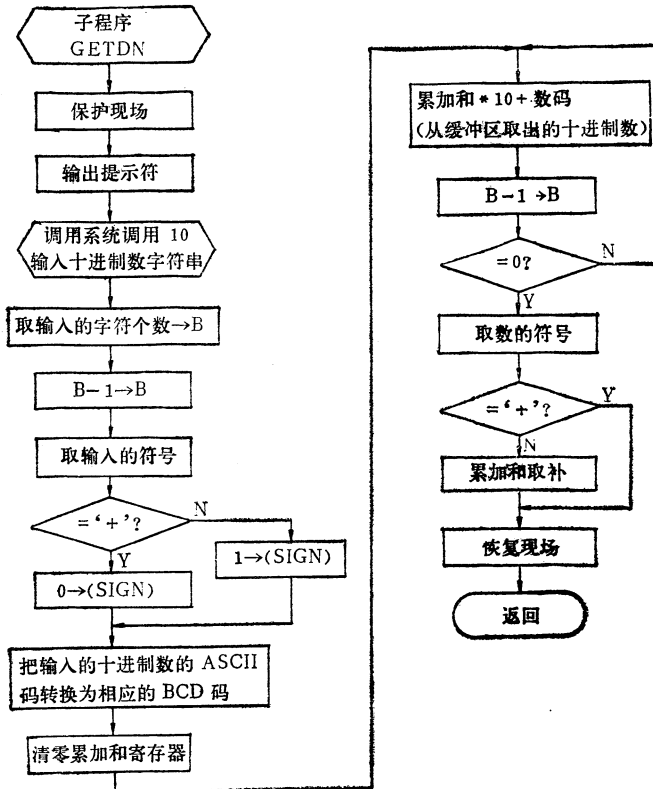 子程序
GETDN
保护现场
输出提示符
调用系统调用 10
输入十进制数字符串
取输入的字符个数→B
B-1→B
取输入的符号
=‘+’?
N
Y
1→(SIGN)
0→(SIGN)
把输入的十进制数的 ASCII
码转换为相应的 BCD 码
清零累加和寄存器
累加和*10+数码
(从缓冲区取出的十进制数)
B-1→B
=0?
N
Y
取数的符号
=‘+’?
Y
N
累加和取补
恢复现场
返回